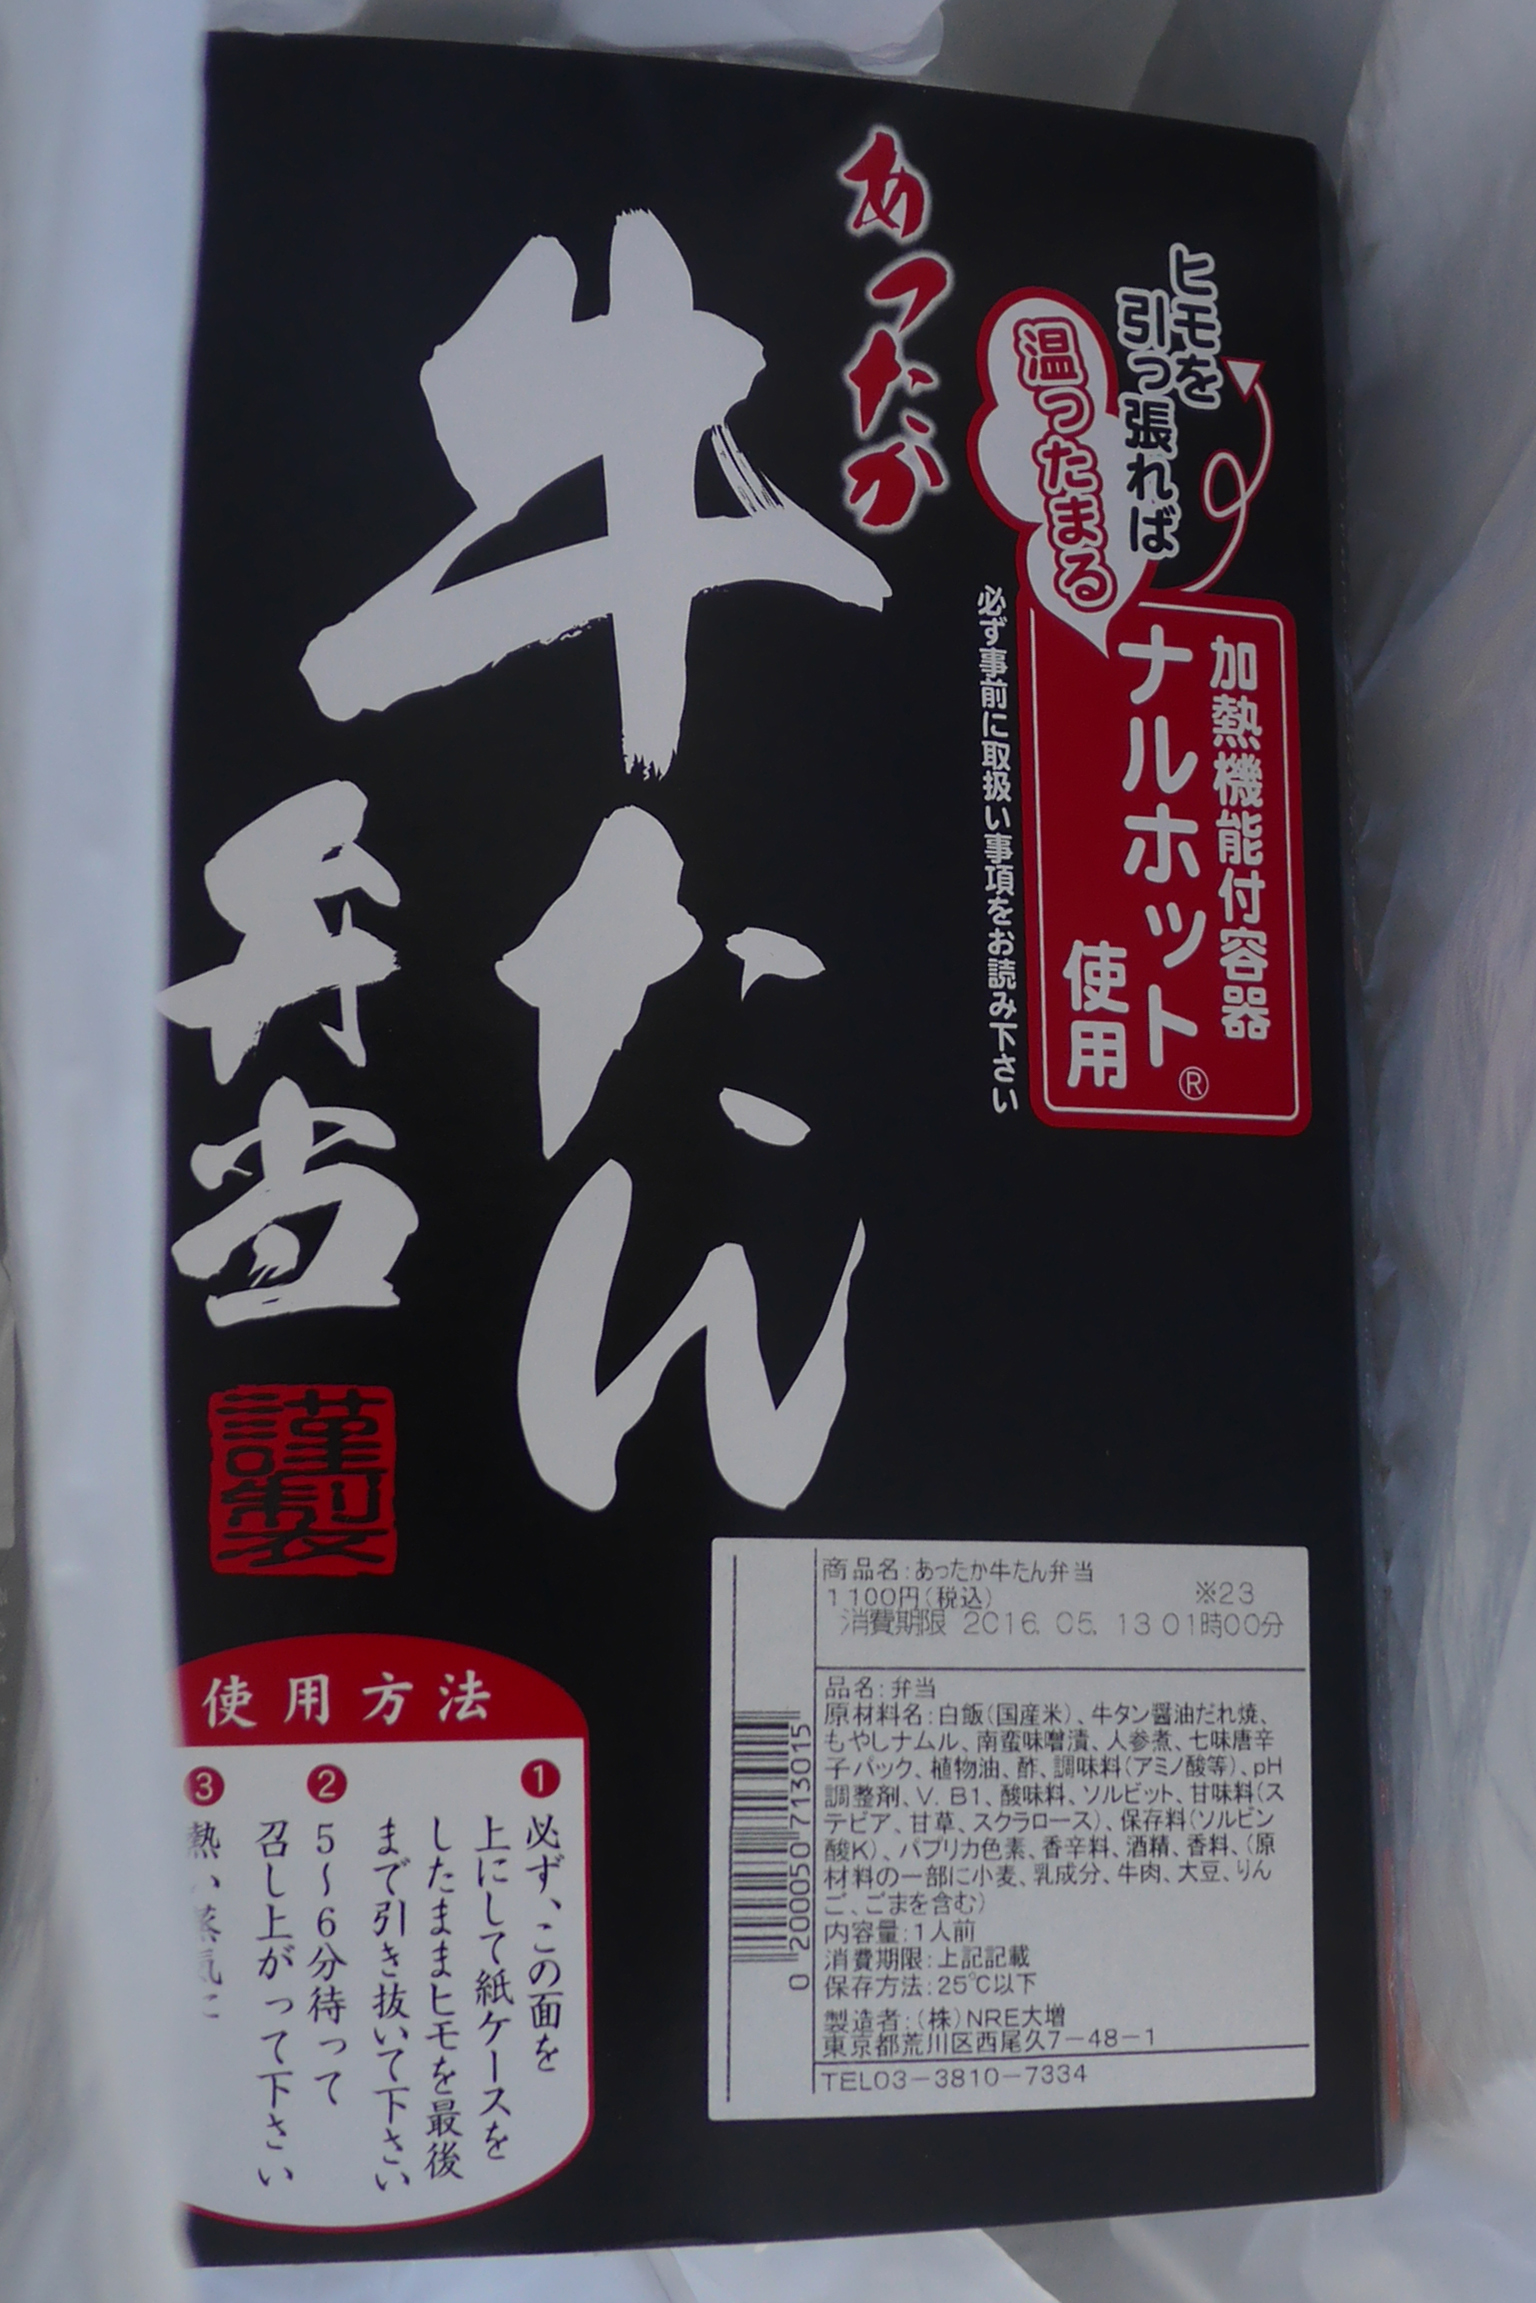 ヒモを
引っ張れば
温ったまる
加熱機能付容器
ナルホット®
使用
必ず事前に取扱い事項をお読み下さい
あったか
牛たん
弁当
謹製
商品名:あったか牛たん弁当
1100円(税込) ※23
消費期限 2016.05.13 01時00分
品名:弁当
原材料名:白飯(国産米)、牛タン醤油だれ焼、
もやしナムル、南蛮味噌漬、人参煮、七味唐辛
子パック、植物油、酢、調味料(アミノ酸等)、pH
調整剤、V.B1、酸味料、ソルビット、甘味料(ス
テビア、甘草、スクラロース)、保存料(ソルビン
酸K)、パプリカ色素、香辛料、酒精、香料、(原
材料の一部に小麦、乳成分、牛肉、大豆、りん
ご、ごまを含む)
内容量:1人前
消費期限:上記記載
保存方法:25℃以下
製造者:(株)NRE大増
東京都荒川区西尾久7-48-1
TEL03-3810-7334
0 200050 713015
使用方法
1 必ず、この面を
上にして紙ケースを
したままヒモを最後
まで引き抜いて下さい
2 5〜6分待って
召し上がって下さい
3 熱い蒸気に